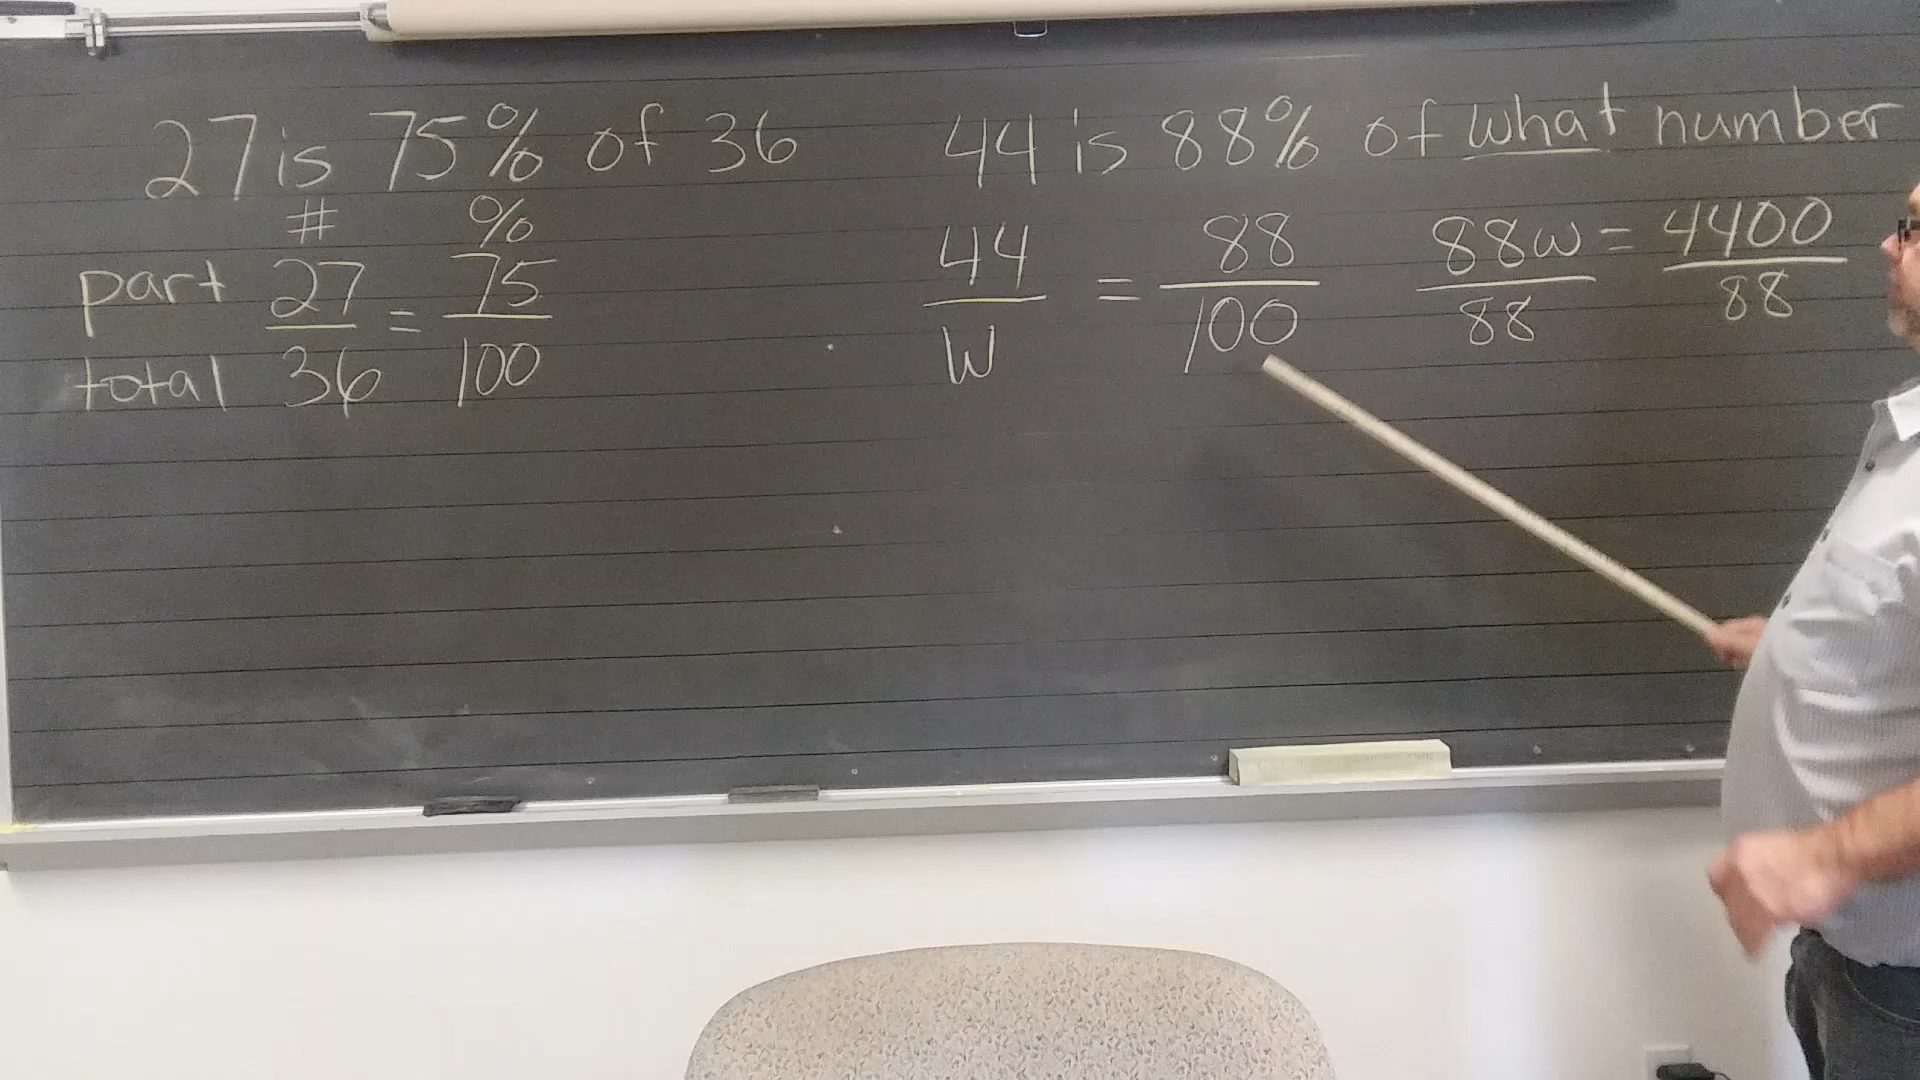 27 is 75% of 36
# %
part 27 = 75
total 36 100
44 is 88% of what number
44 = 88
W 100
88w = 4400
88 88